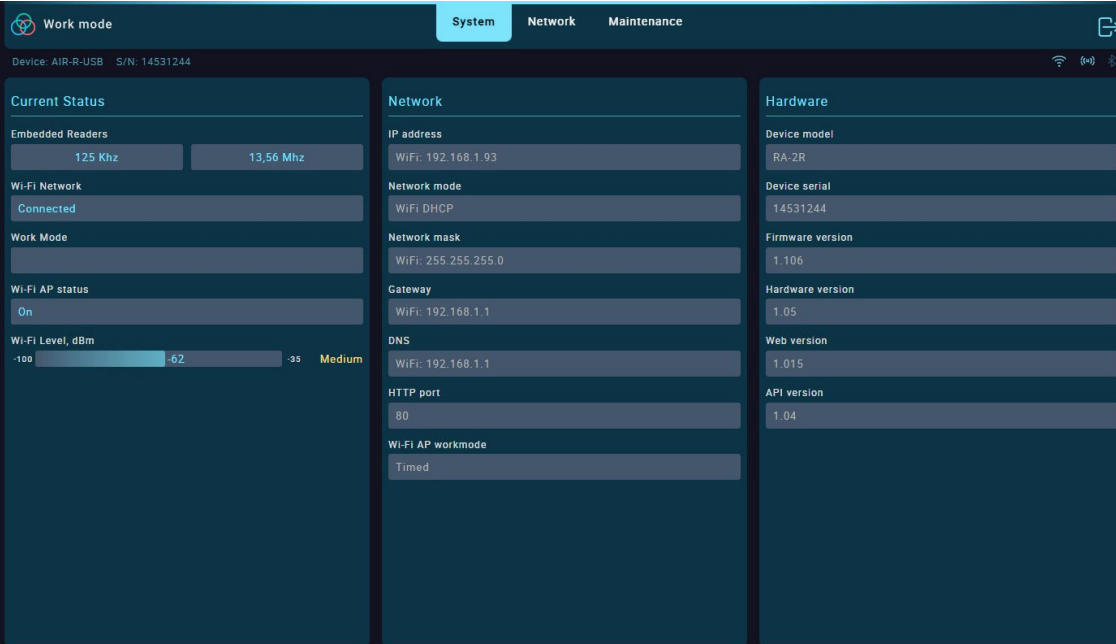 Work mode
System
Network
Maintenance
Device: AIR-R-USB S/N: 14531244
Current Status
Embedded Readers
125 Khz
13,56 Mhz
Wi-Fi Network
Connected
Work Mode
Wi-Fi AP status
On
Wi-Fi Level, dBm
-100
-62
-35
Medium
Network
IP address
WiFi: 192.168.1.93
Network mode
WiFi DHCP
Network mask
WiFi: 255.255.255.0
Gateway
WiFi: 192.168.1.1
DNS
WiFi: 192.168.1.1
HTTP port
80
Wi-Fi AP workmode
Timed
Hardware
Device model
RA-2R
Device serial
14531244
Firmware version
1.106
Hardware version
1.05
Web version
1.015
API version
1.04